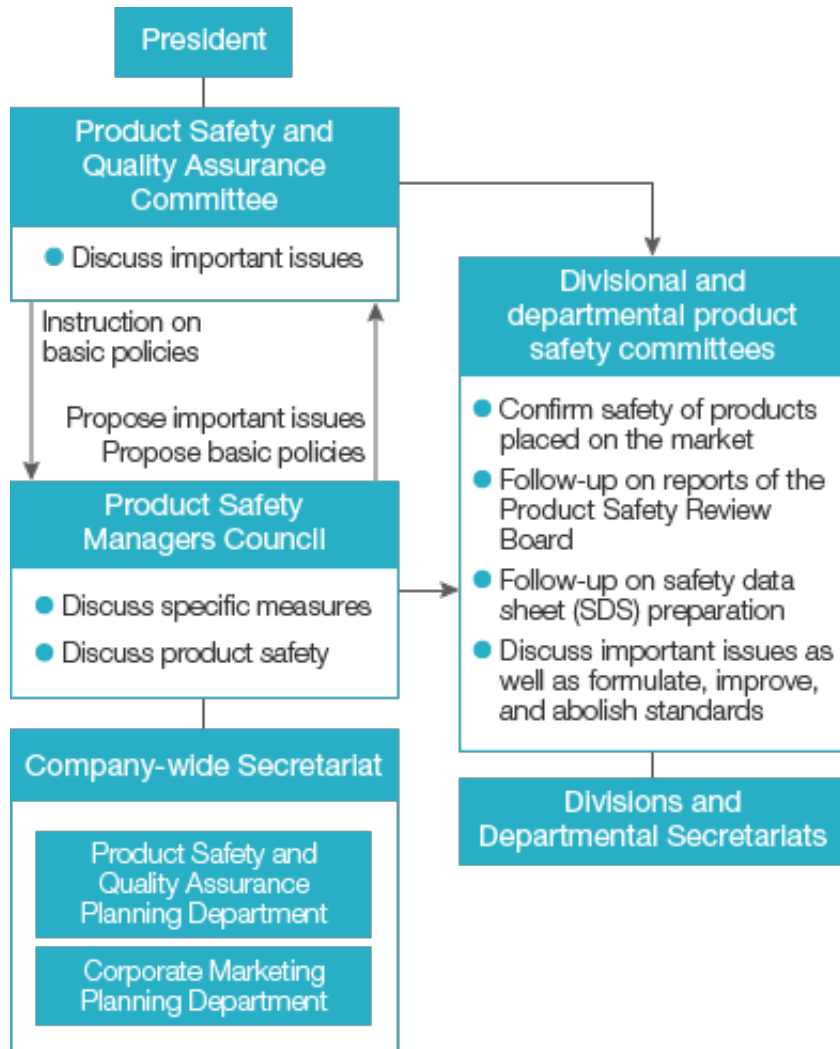 President
Product Safety and
Quality Assurance
Committee
Discuss important issues
Instruction on
basic policies
Propose important issues
Propose basic policies
Product Safety
Managers Council
Discuss specific measures
Discuss product safety
Company-wide Secretariat
Product Safety and
Quality Assurance
Planning Department
Corporate Marketing
Planning Department
Divisional and
departmental product
safety committees
Confirm safety of products
placed on the market
Follow-up on reports of the
Product Safety Review
Board
Follow-up on safety data
sheet (SDS) preparation
Discuss important issues as
well as formulate, improve,
and abolish standards
Divisions and
Departmental Secretariats